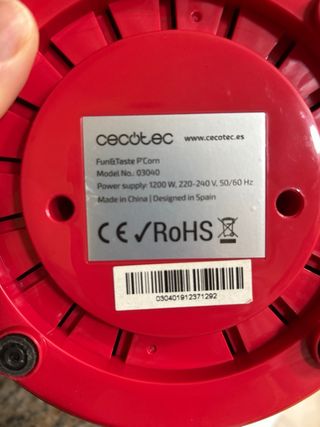 cecotec
www.cecotec.es
Fun&Taste P'Corn
Model No.: 03040
Power supply: 1200 W, 220-240 V, 50/60 Hz
Made in China | Designed in Spain
CE ✓RoHS
030401912371292